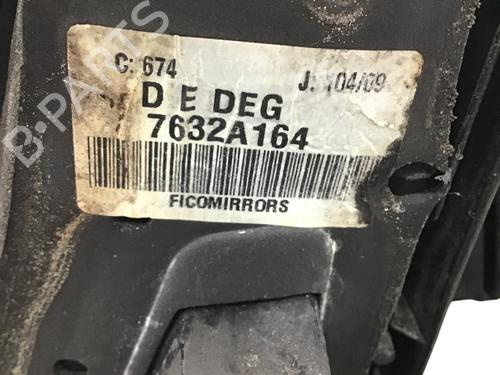 B-PARTS
C: 674
J: 104/09
D E DEG
7632A164
FICOMIRRORS